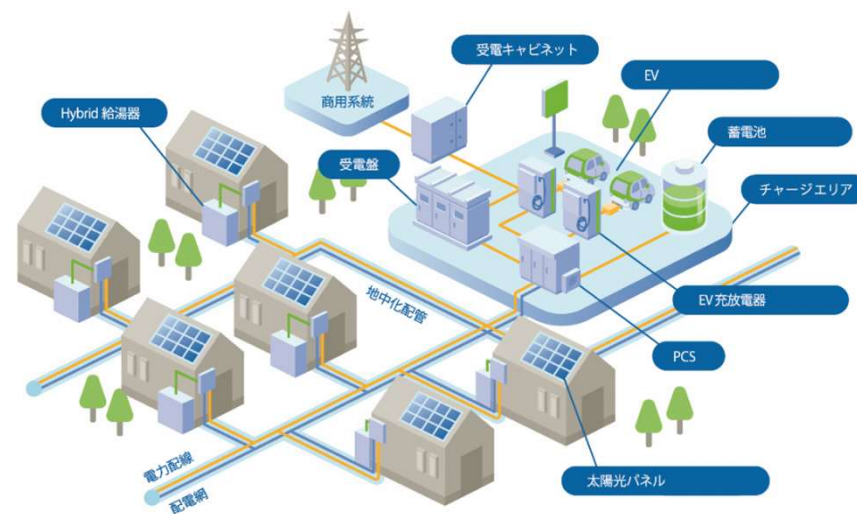 受電キャビネット
EV
商用系統
Hybrid 給湯器
蓄電池
受電盤
チャージエリア
地中化配管
EV充放電器
PCS
電力配線
太陽光パネル
配電網